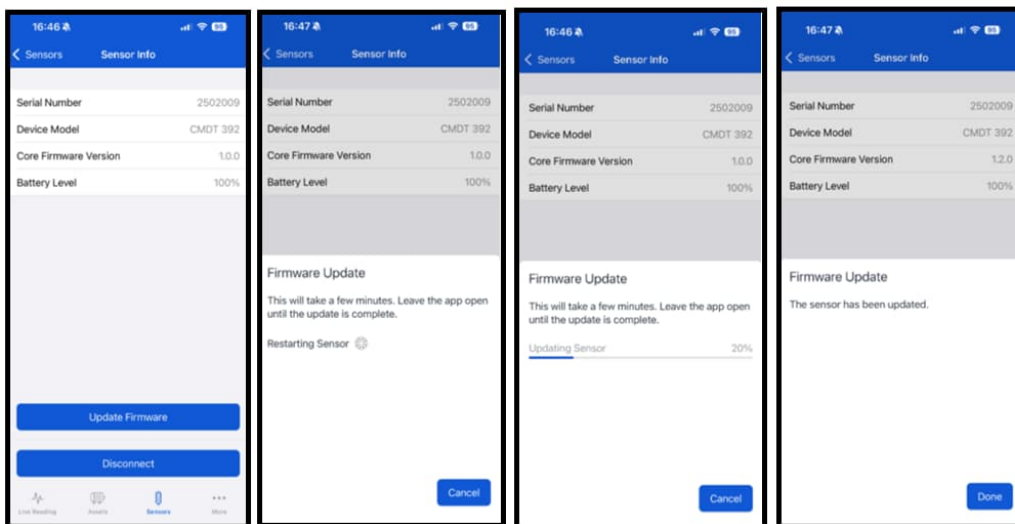 16:46
95
Sensors
Sensor Info
Serial Number 2502009
Device Model CMDT 392
Core Firmware Version 1.0.0
Battery Level 100%
Update Firmware
Disconnect
Live Reading
Assets
Sensors
More
16:47
95
Sensors
Sensor Info
Serial Number 2502009
Device Model CMDT 392
Core Firmware Version 1.0.0
Battery Level 100%
Firmware Update
This will take a few minutes. Leave the app open
until the update is complete.
Restarting Sensor
Cancel
16:46
95
Sensors
Sensor Info
Serial Number 2502009
Device Model CMDT 392
Core Firmware Version 1.0.0
Battery Level 100%
Firmware Update
This will take a few minutes. Leave the app open
until the update is complete.
Updating Sensor 20%
Cancel
16:47
95
Sensors
Sensor Info
Serial Number 2502009
Device Model CMDT 392
Core Firmware Version 1.2.0
Battery Level 100%
Firmware Update
The sensor has been updated.
Done